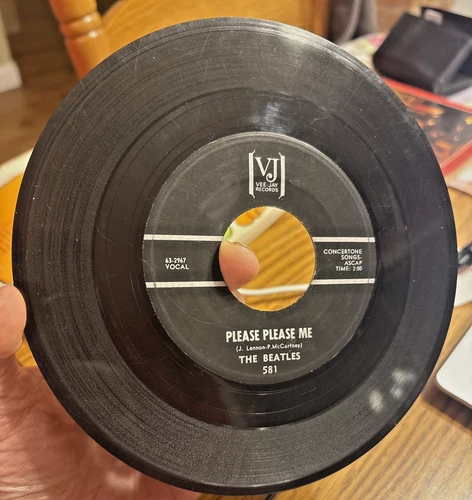 VJ
VEE-JAY
RECORDS
63-2967
VOCAL
CONCERTONE
SONGS-
ASCAP
TIME: 2:00
PLEASE PLEASE ME
(J. Lennon-P. McCartney)
THE BEATLES
581